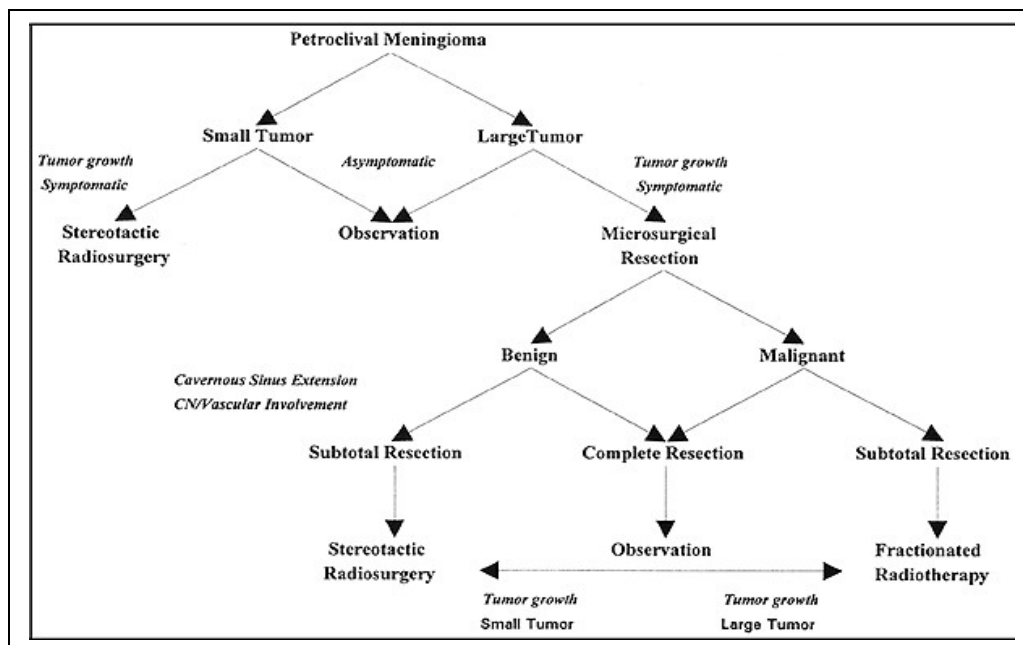 Petroclival Meningioma
Small Tumor
LargeTumor
Tumor growth
Symptomatic
Asymptomatic
Tumor growth
Symptomatic
Stereotactic
Radiosurgery
Observation
Microsurgical
Resection
Benign
Malignant
Cavernous Sinus Extension
CN/Vascular Involvement
Subtotal Resection
Complete Resection
Subtotal Resection
Stereotactic
Radiosurgery
Observation
Fractionated
Radiotherapy
Tumor growth
Small Tumor
Tumor growth
Large Tumor